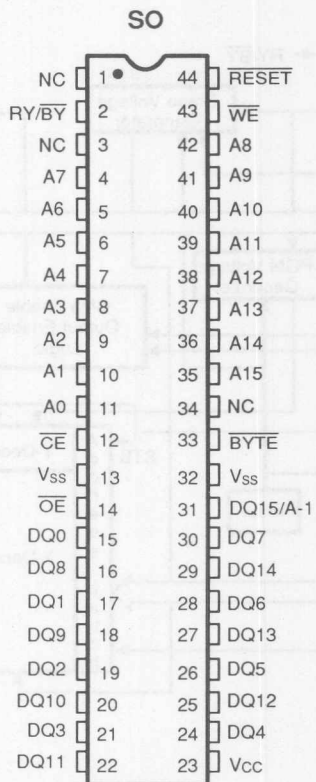 SO
NC 1 44 RESET
RY/BY 2 43 WE
NC 3 42 A8
A7 4 41 A9
A6 5 40 A10
A5 6 39 A11
A4 7 38 A12
A3 8 37 A13
A2 9 36 A14
A1 10 35 A15
A0 11 34 NC
CE 12 33 BYTE
VSS 13 32 VSS
OE 14 31 DQ15/A-1
DQ0 15 30 DQ7
DQ8 16 29 DQ14
DQ1 17 28 DQ6
DQ9 18 27 DQ13
DQ2 19 26 DQ5
DQ10 20 25 DQ12
DQ3 21 24 DQ4
DQ11 22 23 VCC